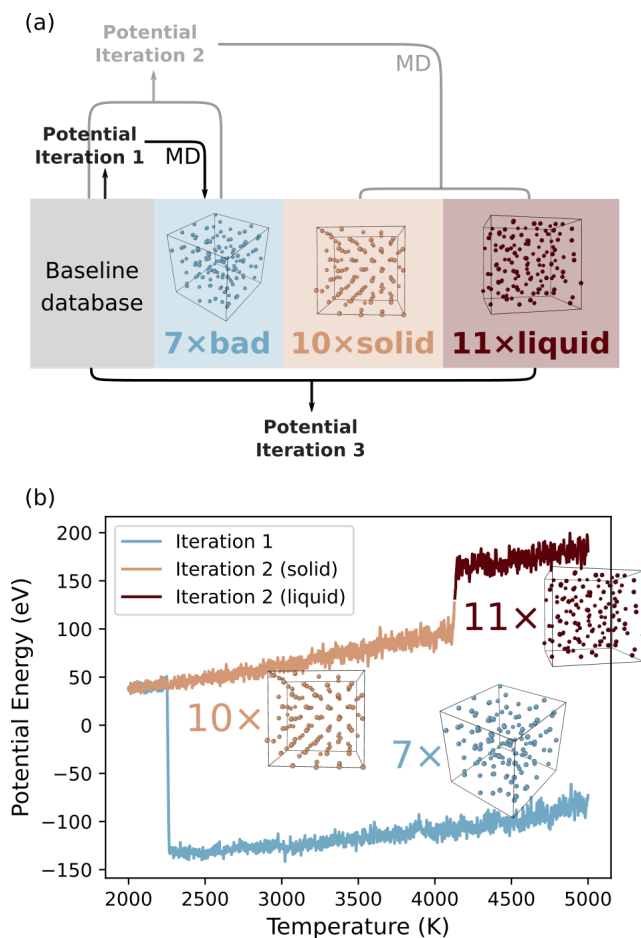 (a)
Potential
Iteration 2
MD
Potential
Iteration 1
MD
Baseline
database
7×bad
10×solid
11×liquid
Potential
Iteration 3
(b)
200
150
100
50
0
−50
−100
−150
Potential Energy (eV)
Iteration 1
Iteration 2 (solid)
Iteration 2 (liquid)
11×
10×
7×
2000
2500
3000
3500
4000
4500
5000
Temperature (K)